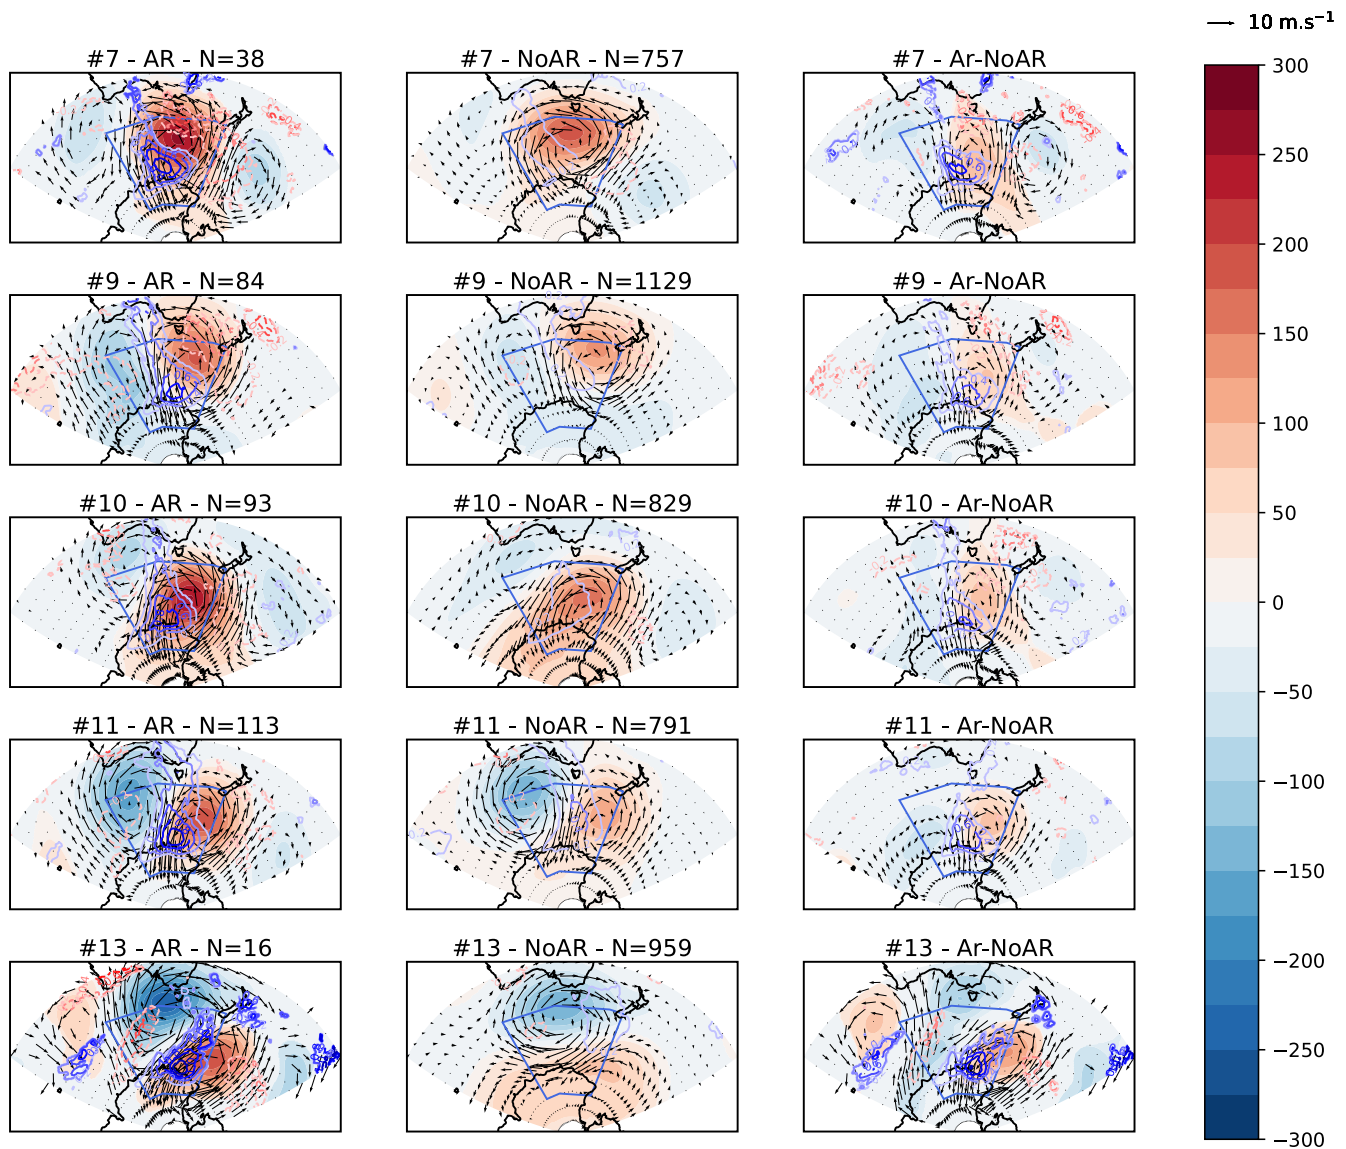 10 m.s⁻¹
#7 - AR - N=38
#7 - NoAR - N=757
#7 - Ar-NoAR
#9 - AR - N=84
#9 - NoAR - N=1129
#9 - Ar-NoAR
#10 - AR - N=93
#10 - NoAR - N=829
#10 - Ar-NoAR
#11 - AR - N=113
#11 - NoAR - N=791
#11 - Ar-NoAR
#13 - AR - N=16
#13 - NoAR - N=959
#13 - Ar-NoAR
300
250
200
150
100
50
0
−50
−100
−150
−200
−250
−300